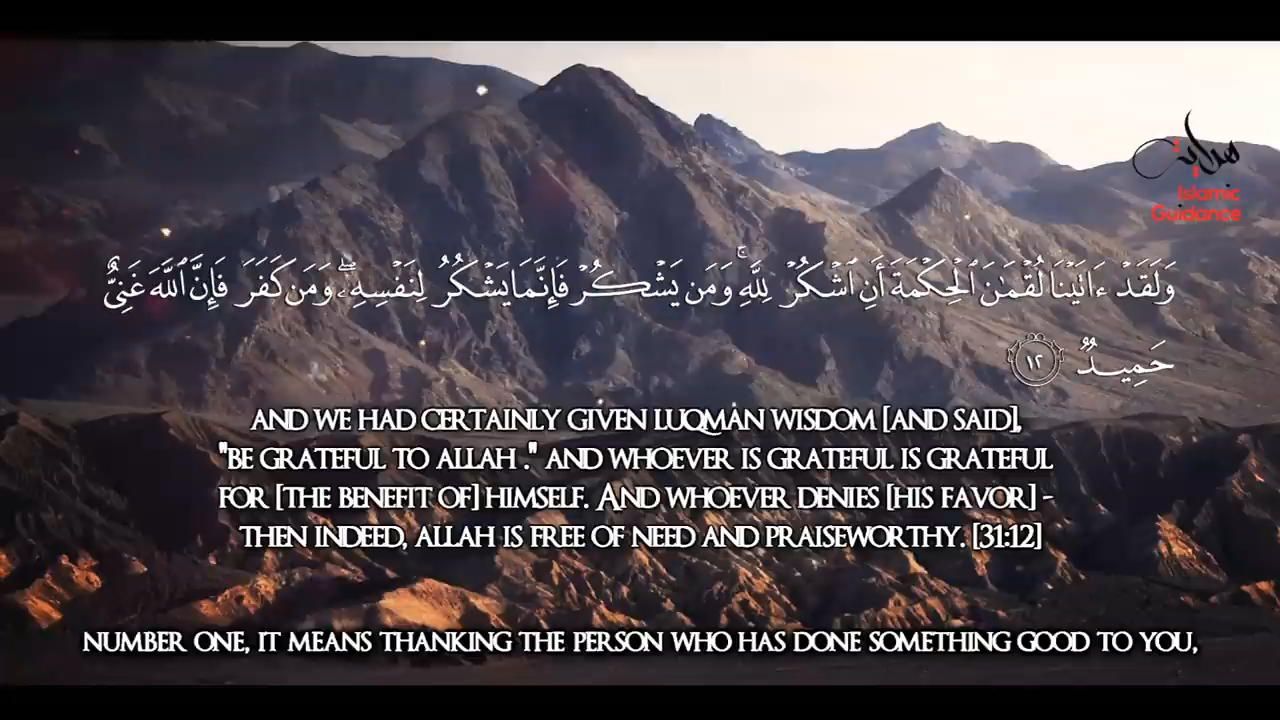 هداية
Islamic
Guidance
وَلَقَدْ ءَاتَيْنَا لُقْمَـٰنَ ٱلْحِكْمَةَ أَنِ ٱشْكُرْ لِلَّهِ ۚ وَمَن يَشْكُرْ فَإِنَّمَا يَشْكُرُ لِنَفْسِهِۦ ۖ وَمَن كَفَرَ فَإِنَّ ٱللَّهَ غَنِىٌّ
حَمِيدٌ ١٢
AND WE HAD CERTAINLY GIVEN LUQMAN WISDOM [AND SAID],
"BE GRATEFUL TO ALLAH ." AND WHOEVER IS GRATEFUL IS GRATEFUL
FOR [THE BENEFIT OF] HIMSELF. AND WHOEVER DENIES [HIS FAVOR] -
THEN INDEED, ALLAH IS FREE OF NEED AND PRAISEWORTHY. [31:12]
NUMBER ONE, IT MEANS THANKING THE PERSON WHO HAS DONE SOMETHING GOOD TO YOU,